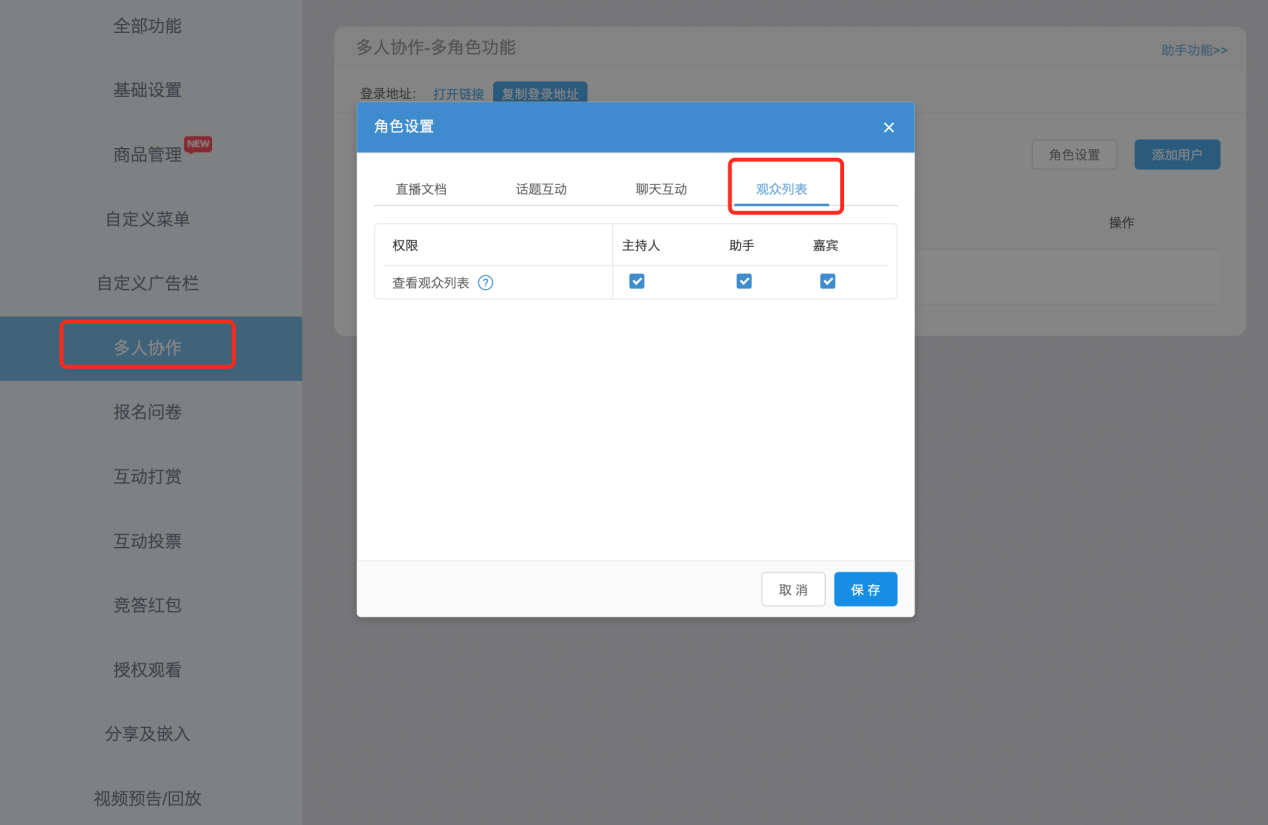 全部功能
基础设置
商品管理 NEW
自定义菜单
自定义广告栏
多人协作
报名问卷
互动打赏
互动投票
竞答红包
授权观看
分享及嵌入
视频预告/回放
多人协作-多角色功能 助手功能>>
登录地址： 打开链接 复制登录地址
角色设置 添加用户
操作
角色设置 ×
直播文档 话题互动 聊天互动 观众列表
权限 主持人 助手 嘉宾
查看观众列表 ?
取 消 保 存